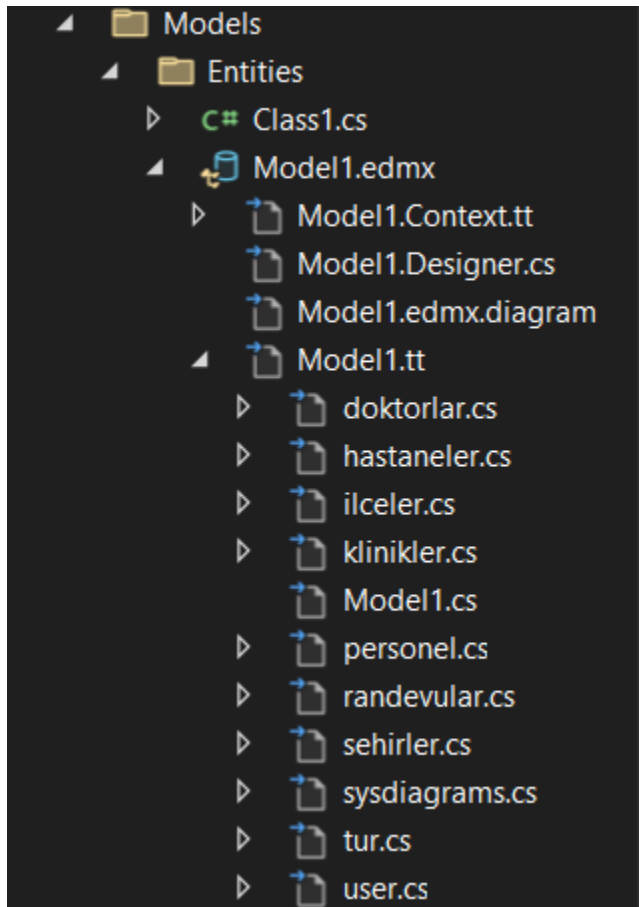 Models
Entities
C# Class1.cs
Model1.edmx
Model1.Context.tt
Model1.Designer.cs
Model1.edmx.diagram
Model1.tt
doktorlar.cs
hastaneler.cs
ilceler.cs
klinikler.cs
Model1.cs
personel.cs
randevular.cs
sehirler.cs
sysdiagrams.cs
tur.cs
user.cs